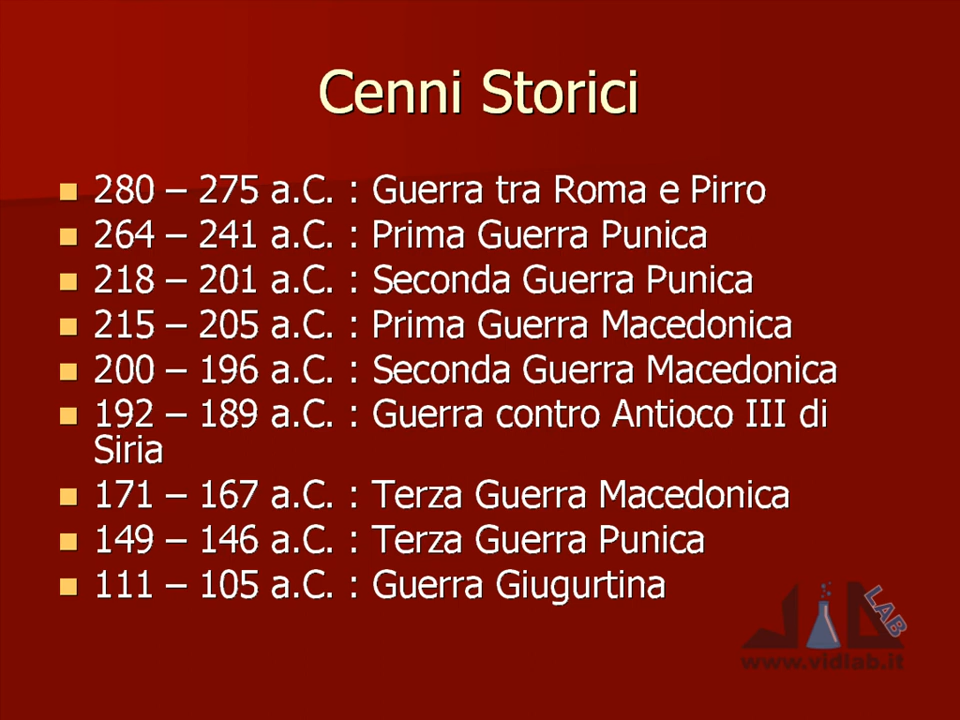 Cenni Storici
280 – 275 a.C. : Guerra tra Roma e Pirro
264 – 241 a.C. : Prima Guerra Punica
218 – 201 a.C. : Seconda Guerra Punica
215 – 205 a.C. : Prima Guerra Macedonica
200 – 196 a.C. : Seconda Guerra Macedonica
192 – 189 a.C. : Guerra contro Antioco III di
Siria
171 – 167 a.C. : Terza Guerra Macedonica
149 – 146 a.C. : Terza Guerra Punica
111 – 105 a.C. : Guerra Giugurtina
LAB
www.vidlab.it